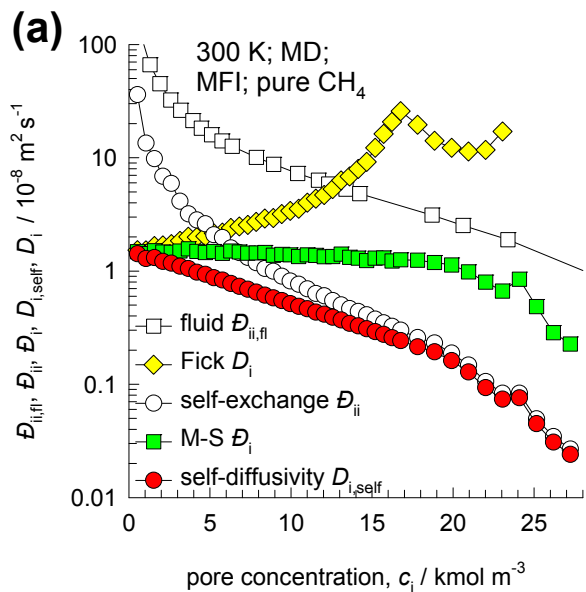 (a)
300 K; MD;
MFI; pure CH₄
100
10
1
0.1
0.01
Đii,fl, Đii, Đi, Di,self, Di / 10⁻⁸ m² s⁻¹
fluid Đii,fl
Fick Di
self-exchange Đii
M-S Đi
self-diffusivity Di,self
0 5 10 15 20 25
pore concentration, ci / kmol m⁻³